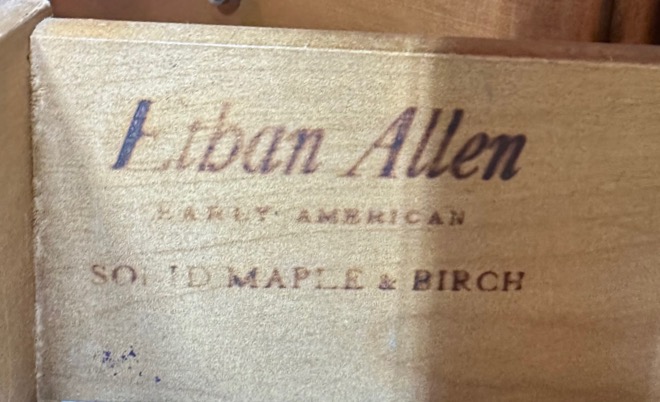 Ethan Allen
EARLY AMERICAN
SOLID MAPLE & BIRCH